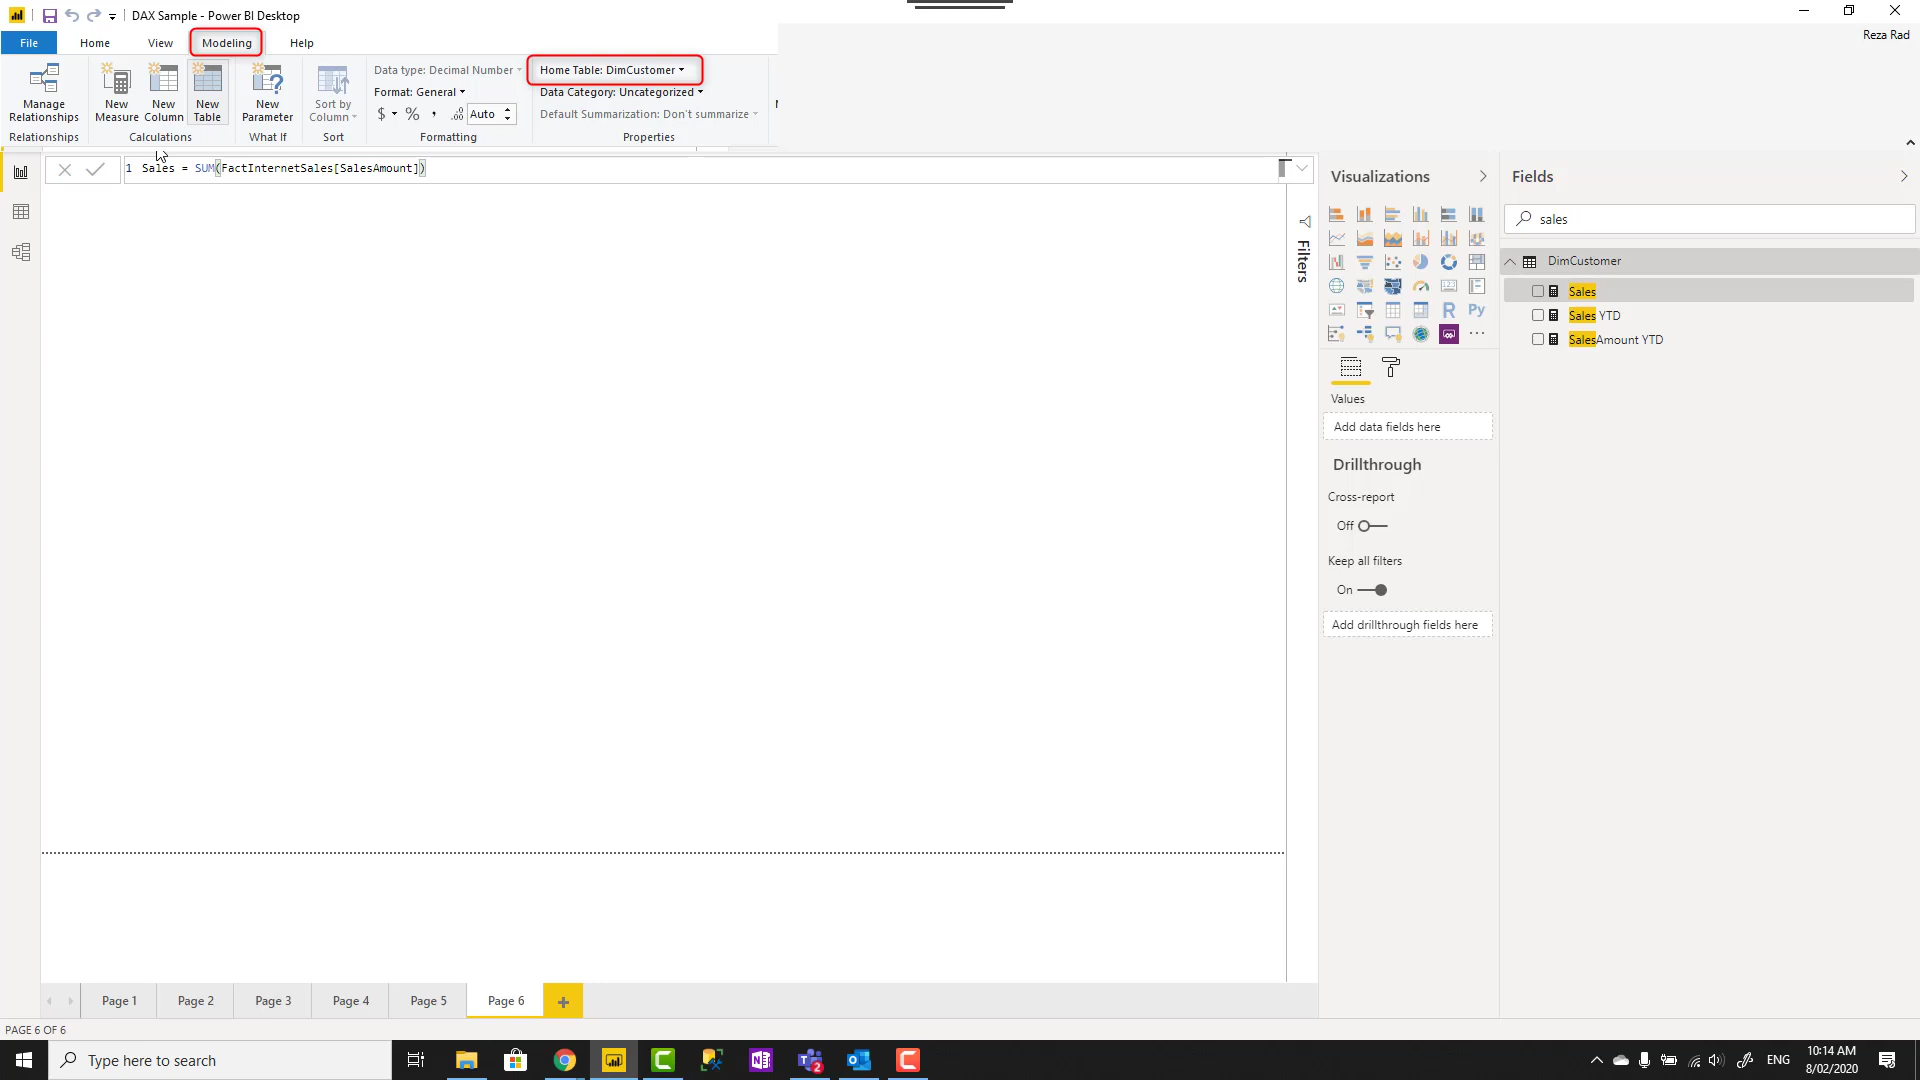 DAX Sample - Power BI Desktop
Reza Rad
File Home View Modeling Help
Manage Relationships
New Measure
New Column
New Table
New Parameter
Sort by Column
Data type: Decimal Number
Format: General
$ % , .00 Auto
Home Table: DimCustomer
Data Category: Uncategorized
Default Summarization: Don't summarize
Relationships Calculations What If Sort Formatting Properties
1 Sales = SUM(FactInternetSales[SalesAmount])
Filters
Visualizations
R Py
Values
Add data fields here
Drillthrough
Cross-report
Off
Keep all filters
On
Add drillthrough fields here
Fields
sales
DimCustomer
Sales
Sales YTD
SalesAmount YTD
Page 1 Page 2 Page 3 Page 4 Page 5 Page 6
PAGE 6 OF 6
Type here to search
ENG
10:14 AM
8/02/2020